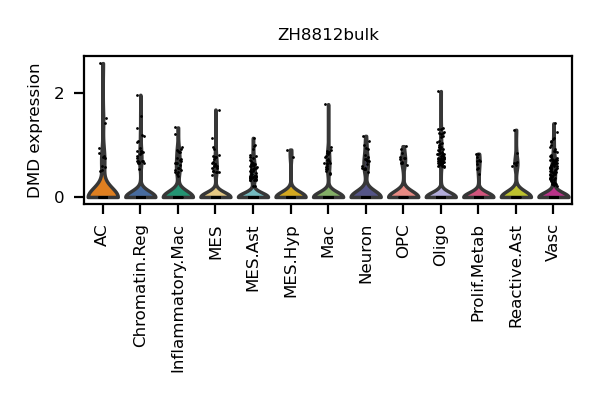 ZH8812bulk
DMD expression
2
0
AC
Chromatin.Reg
Inflammatory.Mac
MES
MES.Ast
MES.Hyp
Mac
Neuron
OPC
Oligo
Prolif.Metab
Reactive.Ast
Vasc